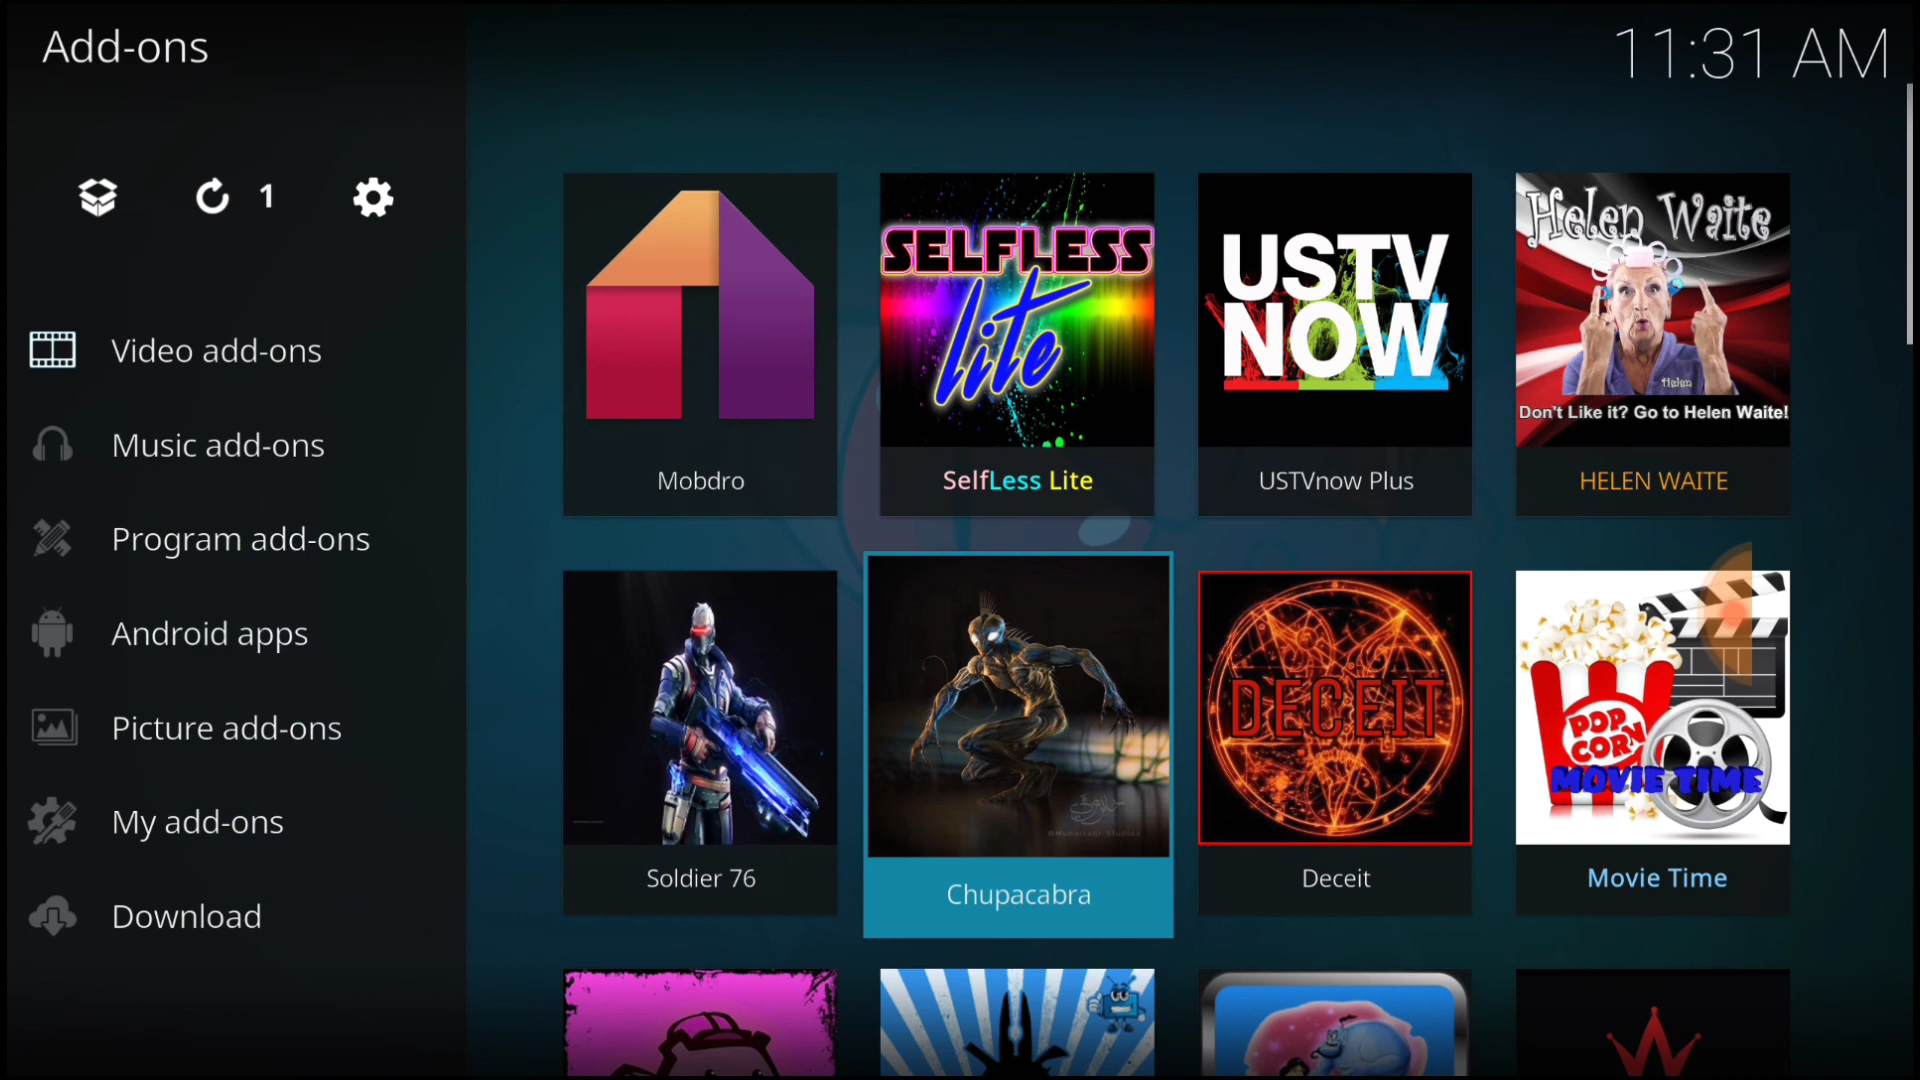 Add-ons
11:31 AM
1
Video add-ons
Music add-ons
Program add-ons
Android apps
Picture add-ons
My add-ons
Download
Mobdro
SELFLESS
lite
SelfLess Lite
USTV
NOW
USTVnow Plus
Helen Waite
Helen
Don't Like it? Go to Helen Waite!
HELEN WAITE
Soldier 76
Chupacabra
DECEIT
Deceit
POP
CORN
MOVIE TIME
Movie Time